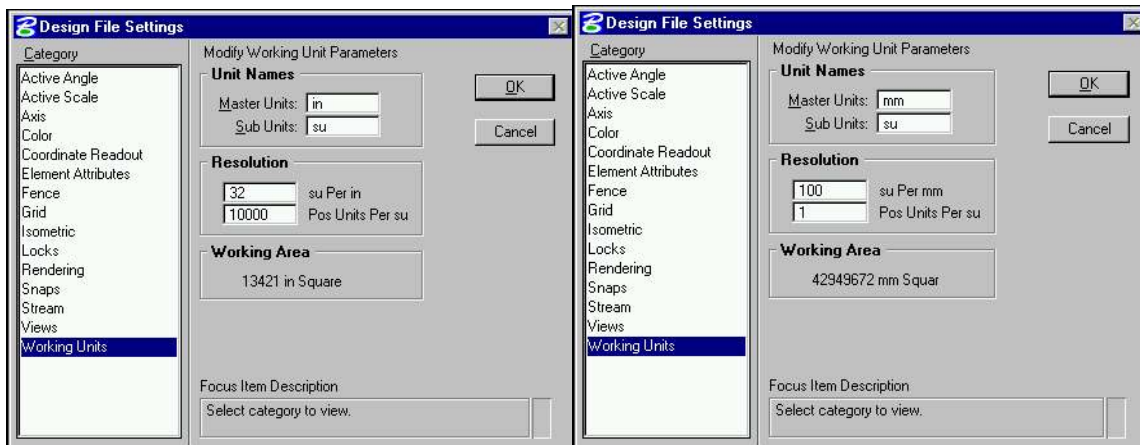 Design File Settings
Category
Active Angle
Active Scale
Axis
Color
Coordinate Readout
Element Attributes
Fence
Grid
Isometric
Locks
Rendering
Snaps
Stream
Views
Working Units
Modify Working Unit Parameters
Unit Names
Master Units: in
Sub Units: su
Resolution
32 su Per in
10000 Pos Units Per su
Working Area
13421 in Square
OK
Cancel
Focus Item Description
Select category to view.
Design File Settings
Category
Active Angle
Active Scale
Axis
Color
Coordinate Readout
Element Attributes
Fence
Grid
Isometric
Locks
Rendering
Snaps
Stream
Views
Working Units
Modify Working Unit Parameters
Unit Names
Master Units: mm
Sub Units: su
Resolution
100 su Per mm
1 Pos Units Per su
Working Area
42949672 mm Squar
OK
Cancel
Focus Item Description
Select category to view.